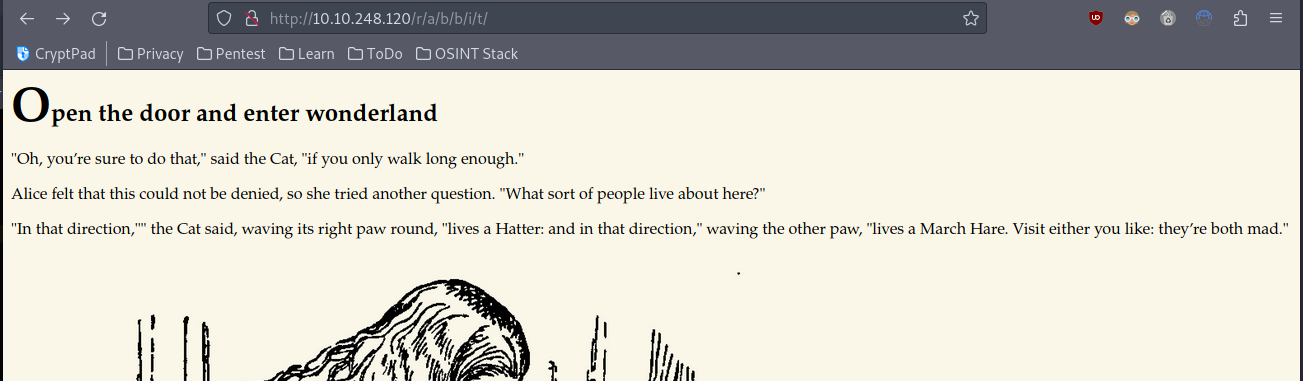 http://10.10.248.120/r/a/b/b/i/t/
CryptPad Privacy Pentest Learn ToDo OSINT Stack
Open the door and enter wonderland
"Oh, you’re sure to do that," said the Cat, "if you only walk long enough."
Alice felt that this could not be denied, so she tried another question. "What sort of people live about here?"
"In that direction,"" the Cat said, waving its right paw round, "lives a Hatter: and in that direction," waving the other paw, "lives a March Hare. Visit either you like: they’re both mad."